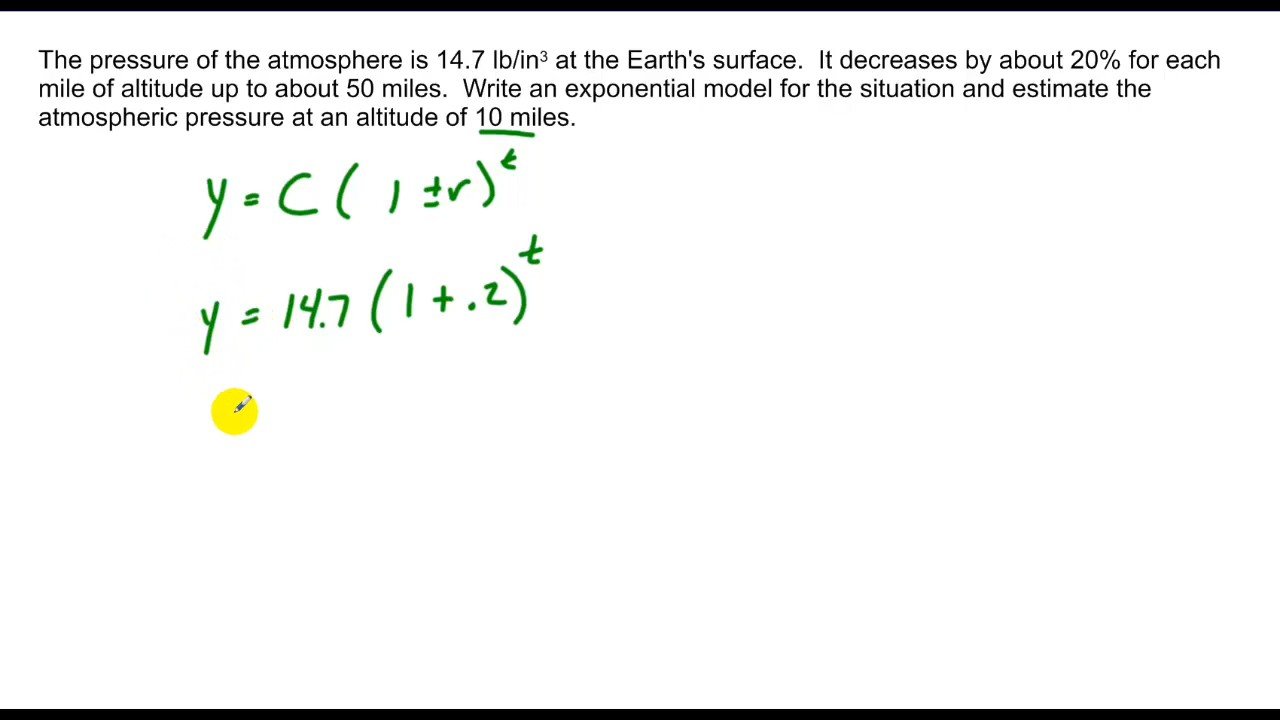 The pressure of the atmosphere is 14.7 lb/in³ at the Earth's surface.  It decreases by about 20% for each
mile of altitude up to about 50 miles.  Write an exponential model for the situation and estimate the
atmospheric pressure at an altitude of 10 miles.
y = C ( 1 ± r)^t
y = 14.7 (1 + .2)^t